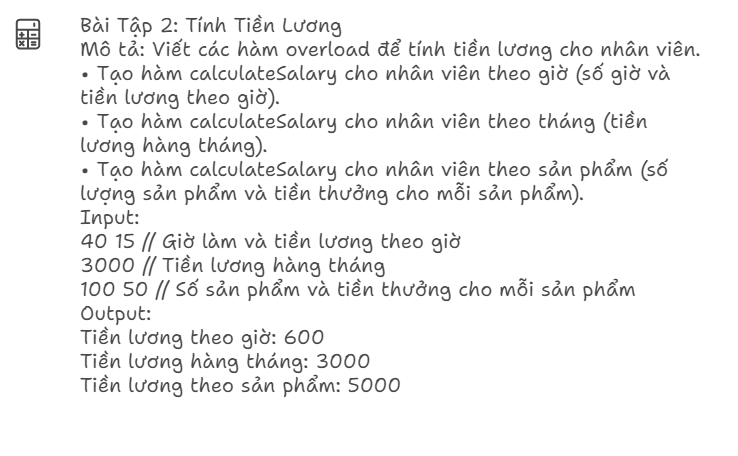 Bài Tập 2: Tính Tiền Lương
Mô tả: Viết các hàm overload để tính tiền lương cho nhân viên.
• Tạo hàm calculateSalary cho nhân viên theo giờ (số giờ và
tiền lương theo giờ).
• Tạo hàm calculateSalary cho nhân viên theo tháng (tiền
lương hàng tháng).
• Tạo hàm calculateSalary cho nhân viên theo sản phẩm (số
lượng sản phẩm và tiền thưởng cho mỗi sản phẩm).
Input:
40 15 // Giờ làm và tiền lương theo giờ
3000 // Tiền lương hàng tháng
100 50 // Số sản phẩm và tiền thưởng cho mỗi sản phẩm
Output:
Tiền lương theo giờ: 600
Tiền lương hàng tháng: 3000
Tiền lương theo sản phẩm: 5000